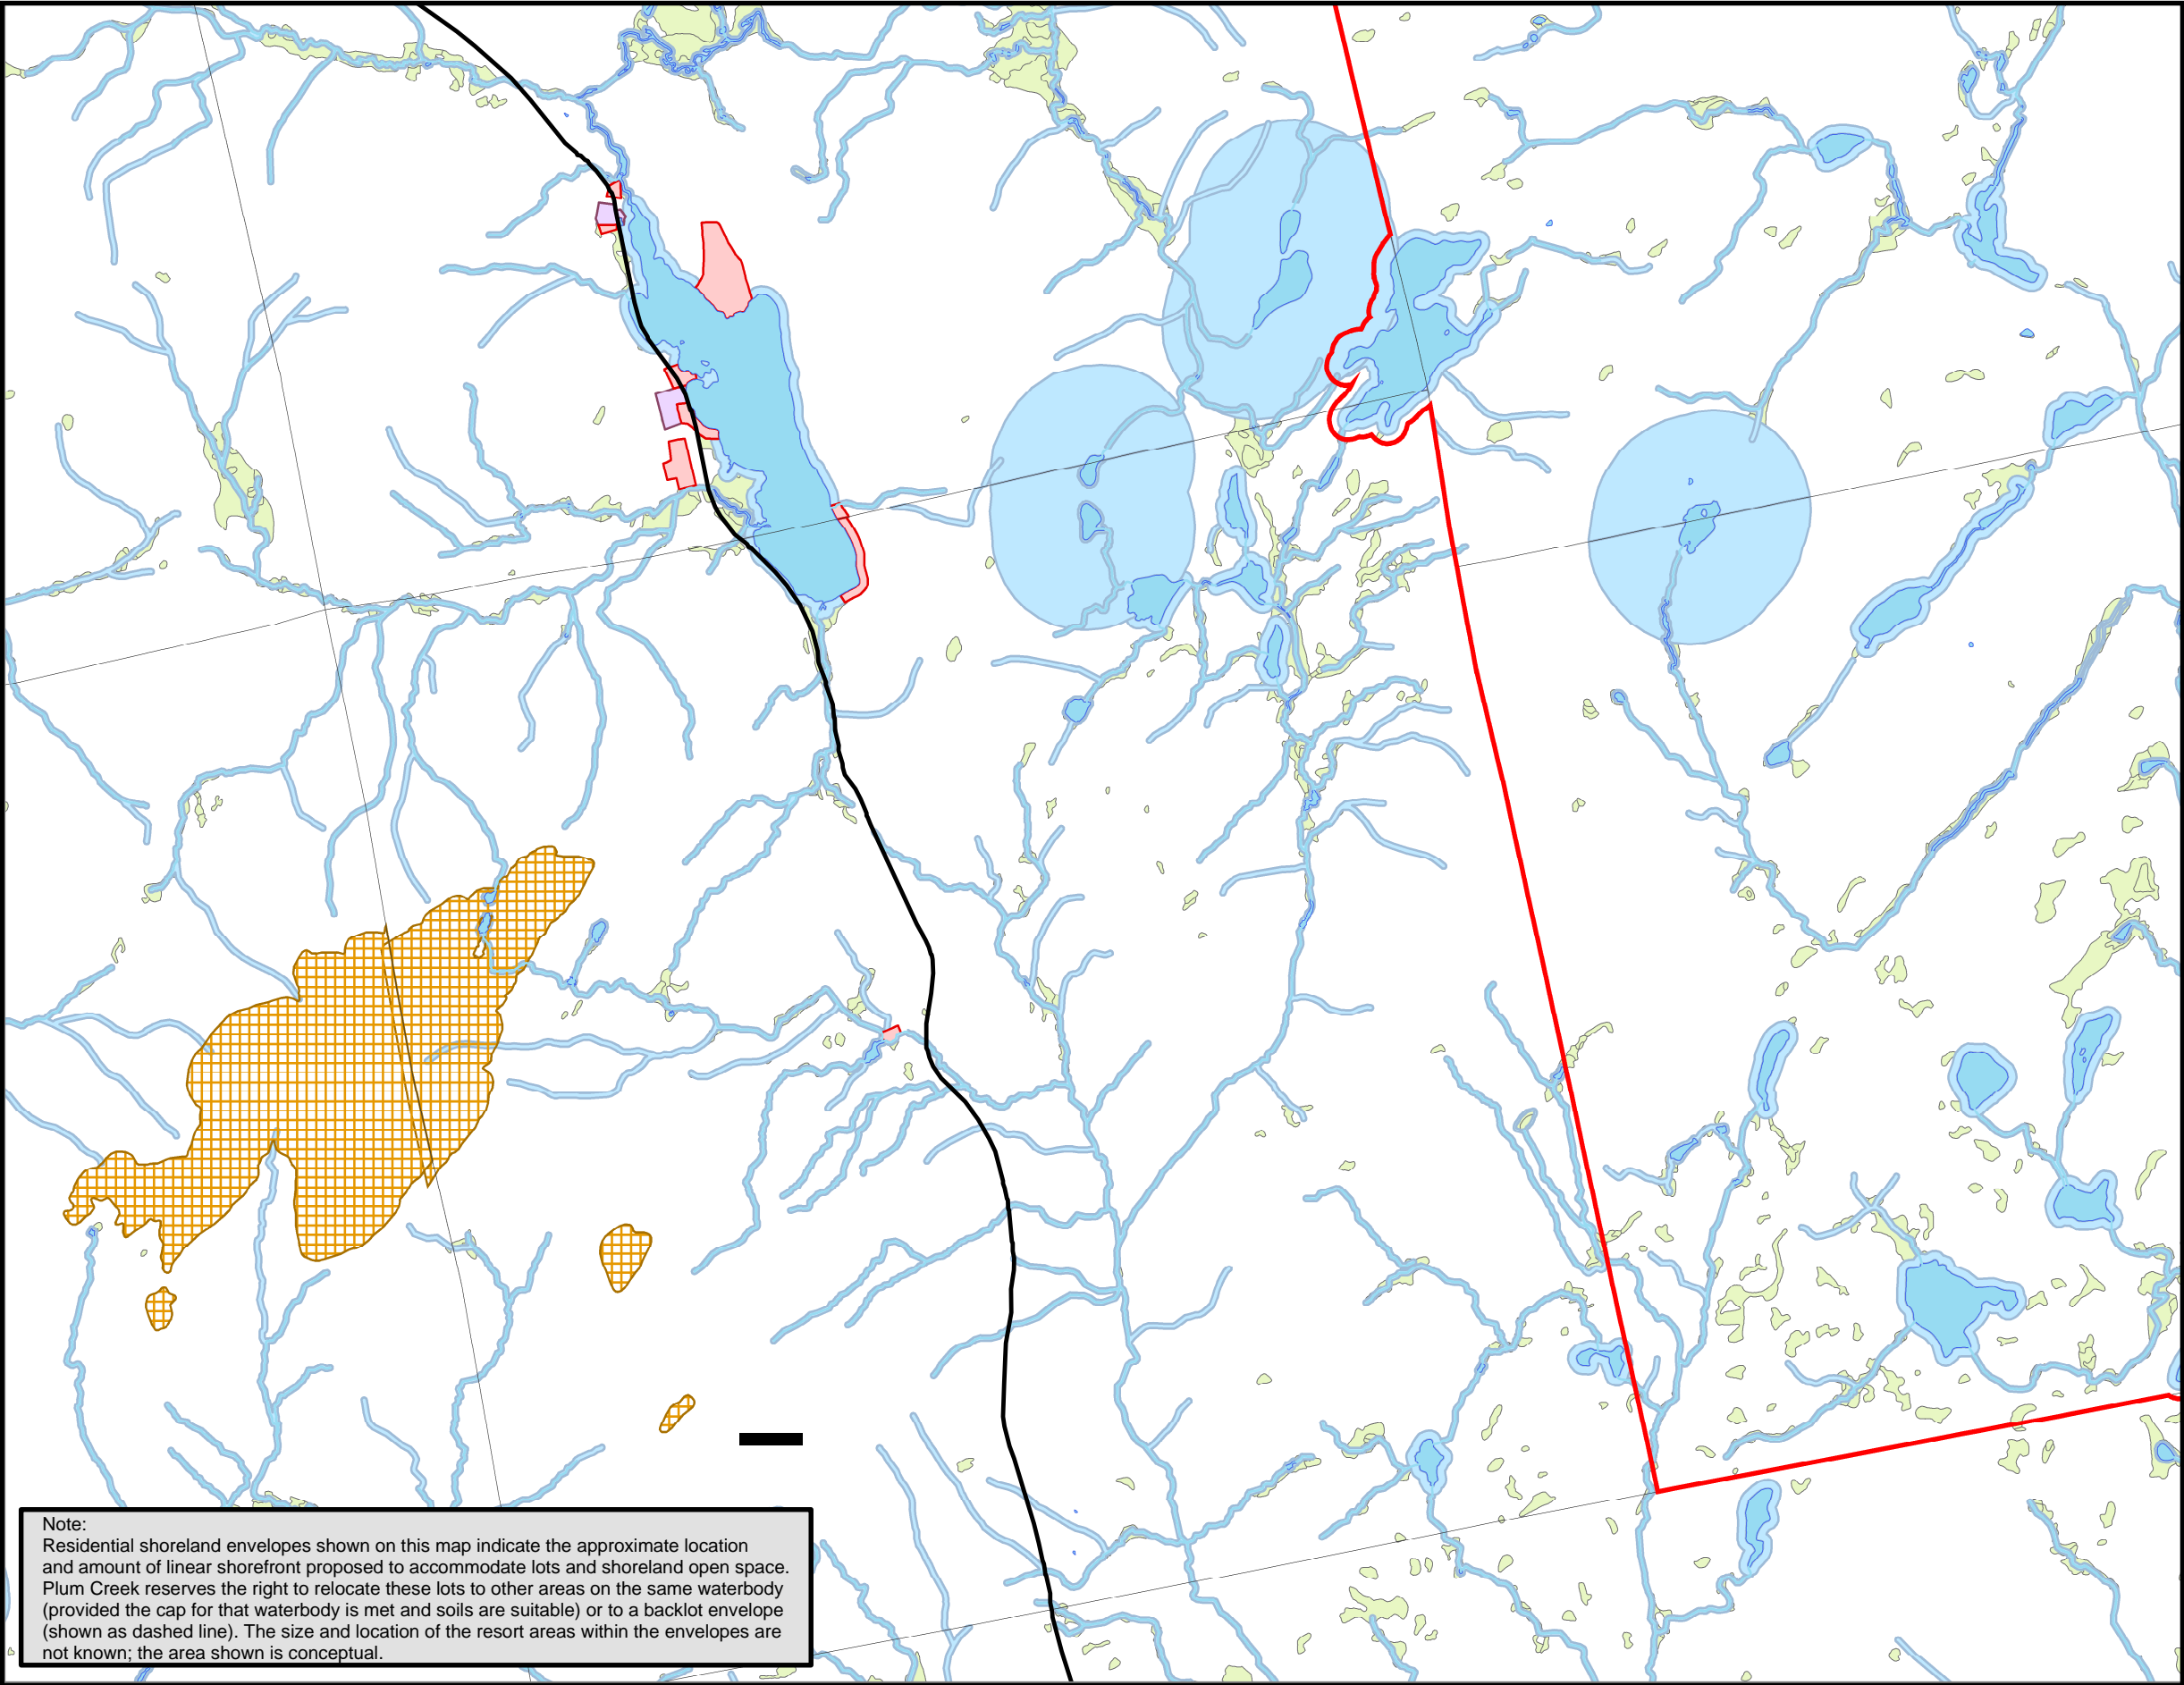 Note:
Residential shoreland envelopes shown on this map indicate the approximate location
and amount of linear shorefront proposed to accommodate lots and shoreland open space.
Plum Creek reserves the right to relocate these lots to other areas on the same waterbody
(provided the cap for that waterbody is met and soils are suitable) or to a backlot envelope
(shown as dashed line). The size and location of the resort areas within the envelopes are
not known; the area shown is conceptual.